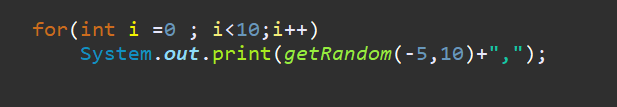 for(int i =0 ; i<10;i++)
System.out.print(getRandom(-5,10)+",");